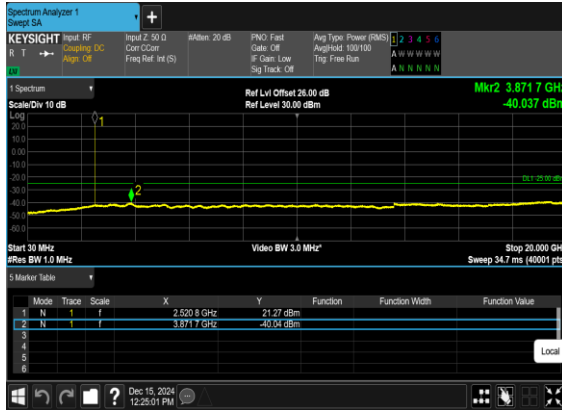 Spectrum Analyzer 1
Swept SA
KEYSIGHT Input: RF Input Z: 50 Ω #Atten: 20 dB PNO: Fast Avg Type: Power (RMS) 1 2 3 4 5 6
R T Coupling: DC Corr CCorr Gate: Off Avg|Hold: 100/100 A W W W W W
Align: Off Freq Ref: Int (S) IF Gain: Low Trig: Free Run
LU Sig Track: Off A N N N N N
1 Spectrum
Mkr2 3.871 7 GHz
Scale/Div 10 dB Ref Lvl Offset 26.00 dB
Ref Level 30.00 dBm -40.037 dBm
Log
20.0
10.0
0.00
-10.0
-20.0
-30.0
-40.0
-50.0
-60.0
1
2
DL1 -25.00 dBm
Start 30 MHz Video BW 3.0 MHz* Stop 20.000 GHz
#Res BW 1.0 MHz Sweep 34.7 ms (40001 pts)
5 Marker Table
Mode Trace Scale X Y Function Function Width Function Value
1 N 1 f 2.520 8 GHz 21.27 dBm
2 N 1 f 3.871 7 GHz -40.04 dBm
3
4
5
6
Local
Dec 15, 2024
12:25:01 PM